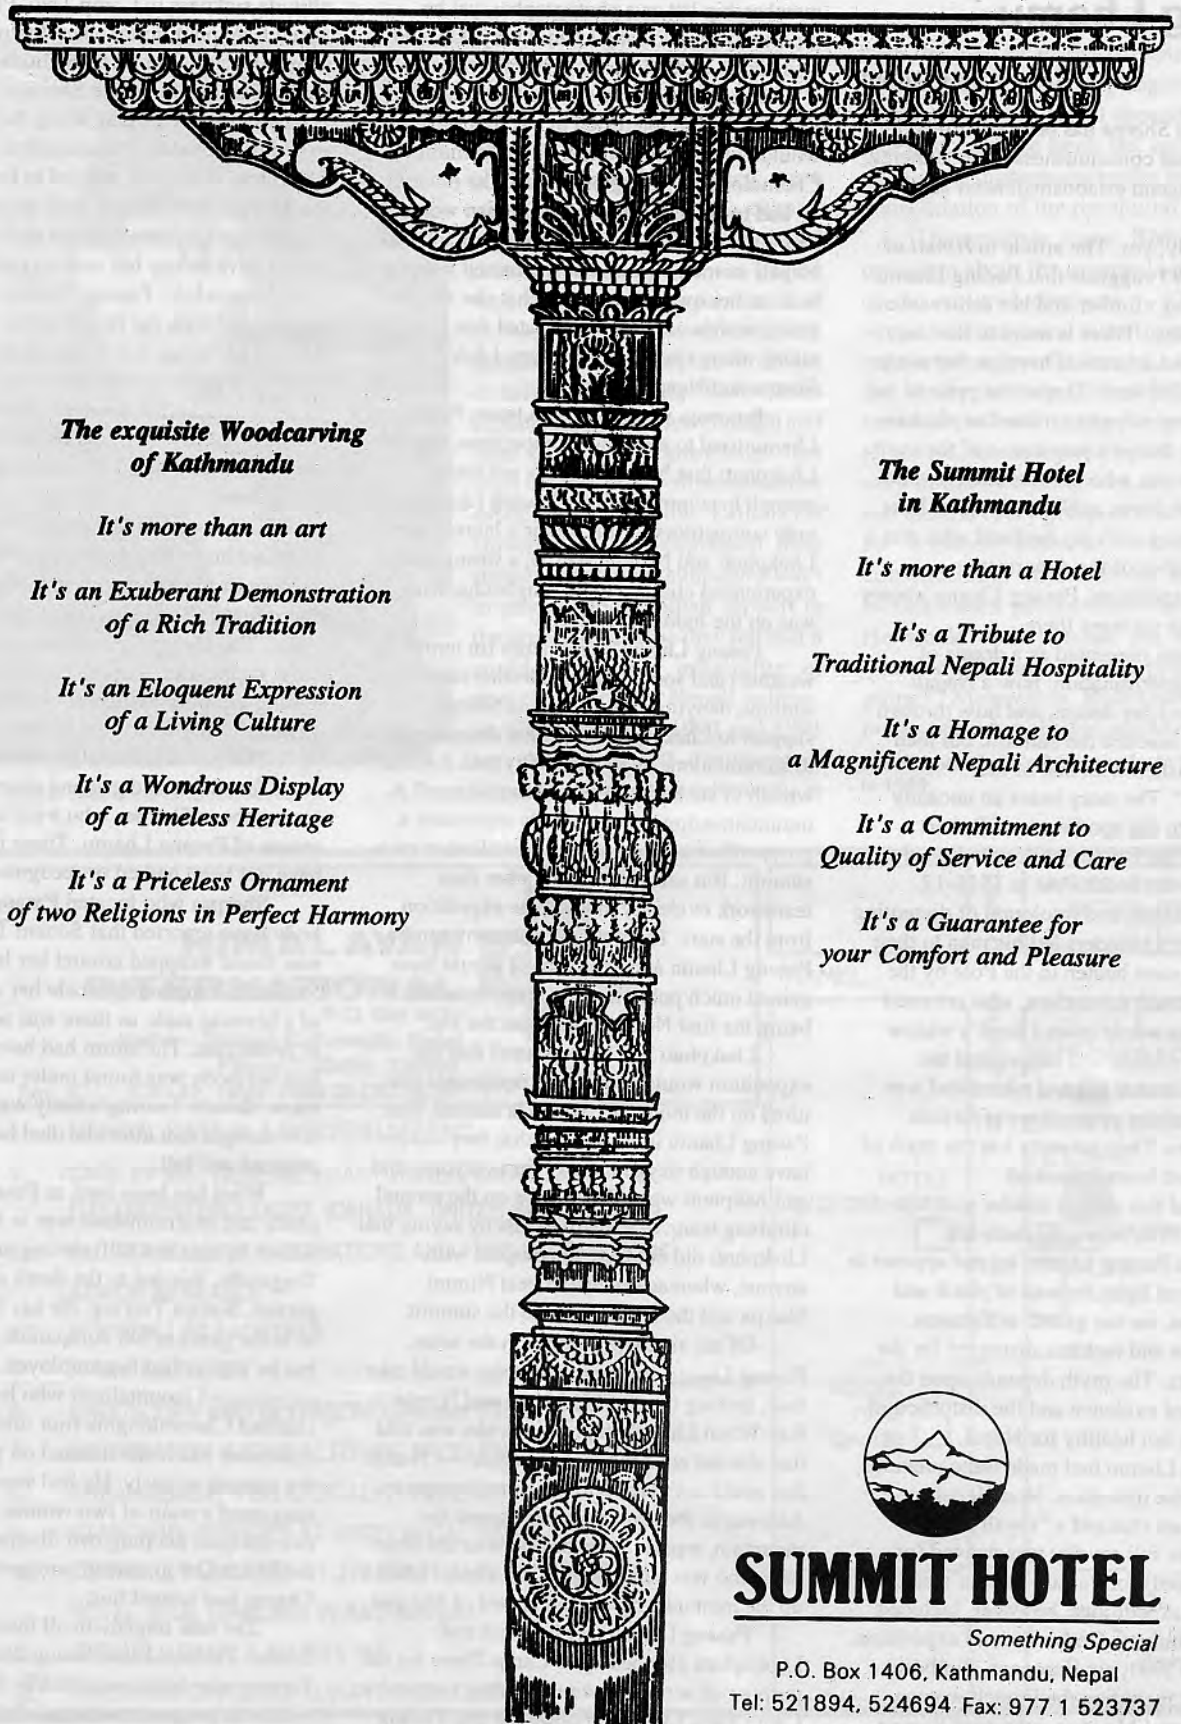 The exquisite Woodcarving
of Kathmandu
It's more than an art
It's an Exuberant Demonstration
of a Rich Tradition
It's an Eloquent Expression
of a Living Culture
It's a Wondrous Display
of a Timeless Heritage
It's a Priceless Ornament
of two Religions in Perfect Harmony
The Summit Hotel
in Kathmandu
It's more than a Hotel
It's a Tribute to
Traditional Nepali Hospitality
It's a Homage to
a Magnificent Nepali Architecture
It's a Commitment to
Quality of Service and Care
It's a Guarantee for
your Comfort and Pleasure
SUMMIT HOTEL
Something Special
P.O. Box 1406, Kathmandu, Nepal
Tel: 521894, 524694 Fax: 977 1 523737